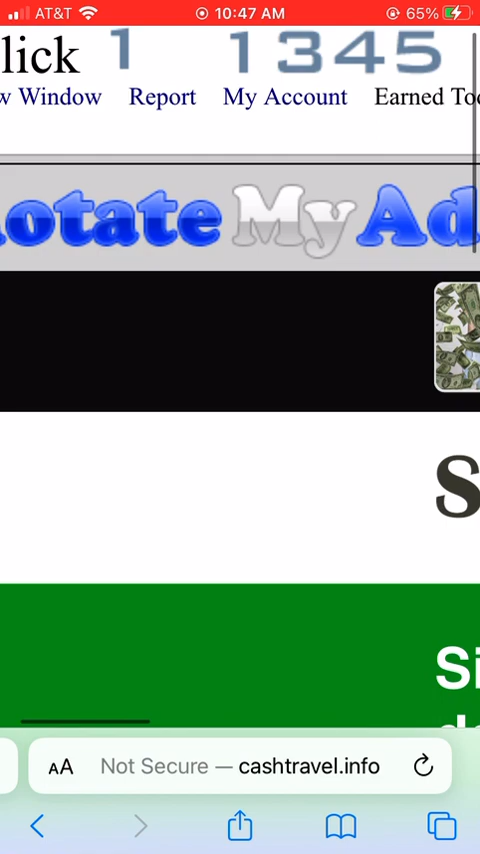 AT&T 10:47 AM 65%
lick 1 1345
w Window Report My Account Earned To
otate My Ad
S
Si
AA Not Secure — cashtravel.info